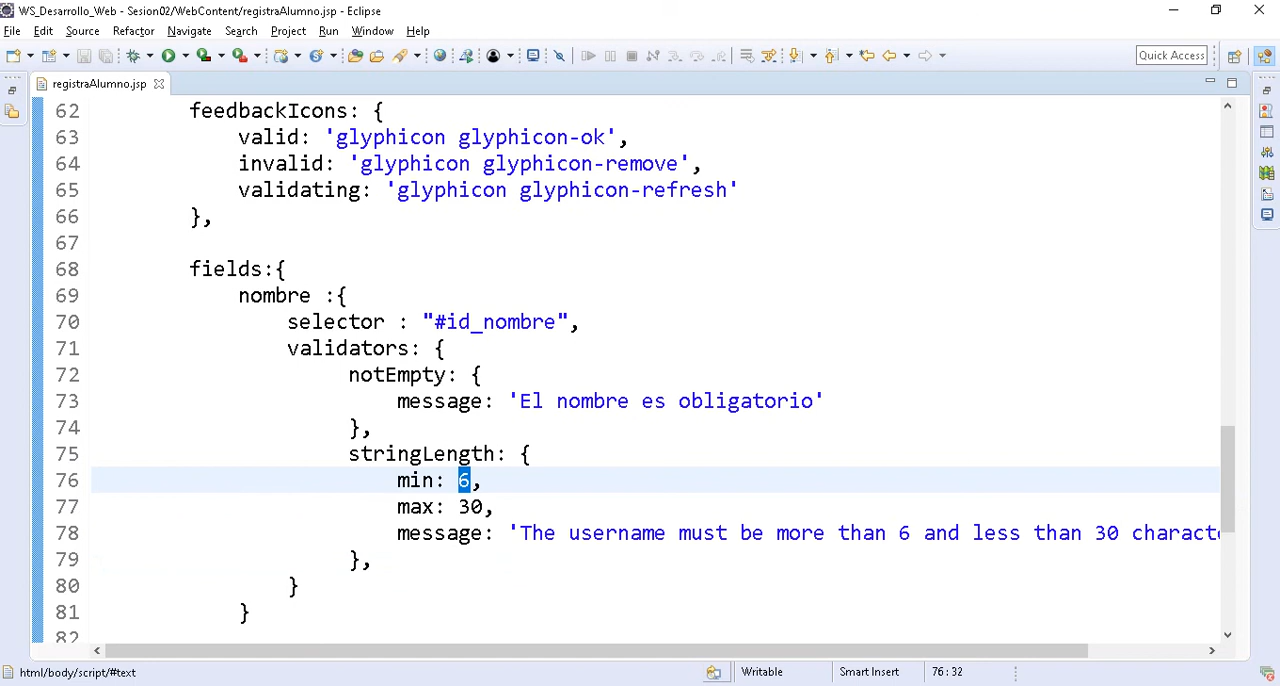 WS_Desarrollo_Web - Sesion02/WebContent/registraAlumno.jsp - Eclipse
File Edit Source Refactor Navigate Search Project Run Window Help
Quick Access
registraAlumno.jsp
62 feedbackIcons: {
63 valid: 'glyphicon glyphicon-ok',
64 invalid: 'glyphicon glyphicon-remove',
65 validating: 'glyphicon glyphicon-refresh'
66 },
67
68 fields:{
69 nombre :{
70 selector : "#id_nombre",
71 validators: {
72 notEmpty: {
73 message: 'El nombre es obligatorio'
74 },
75 stringLength: {
76 min: 6,
77 max: 30,
78 message: 'The username must be more than 6 and less than 30 characte
79 },
80 }
81 }
82
html/body/script/#text Writable Smart Insert 76 : 32